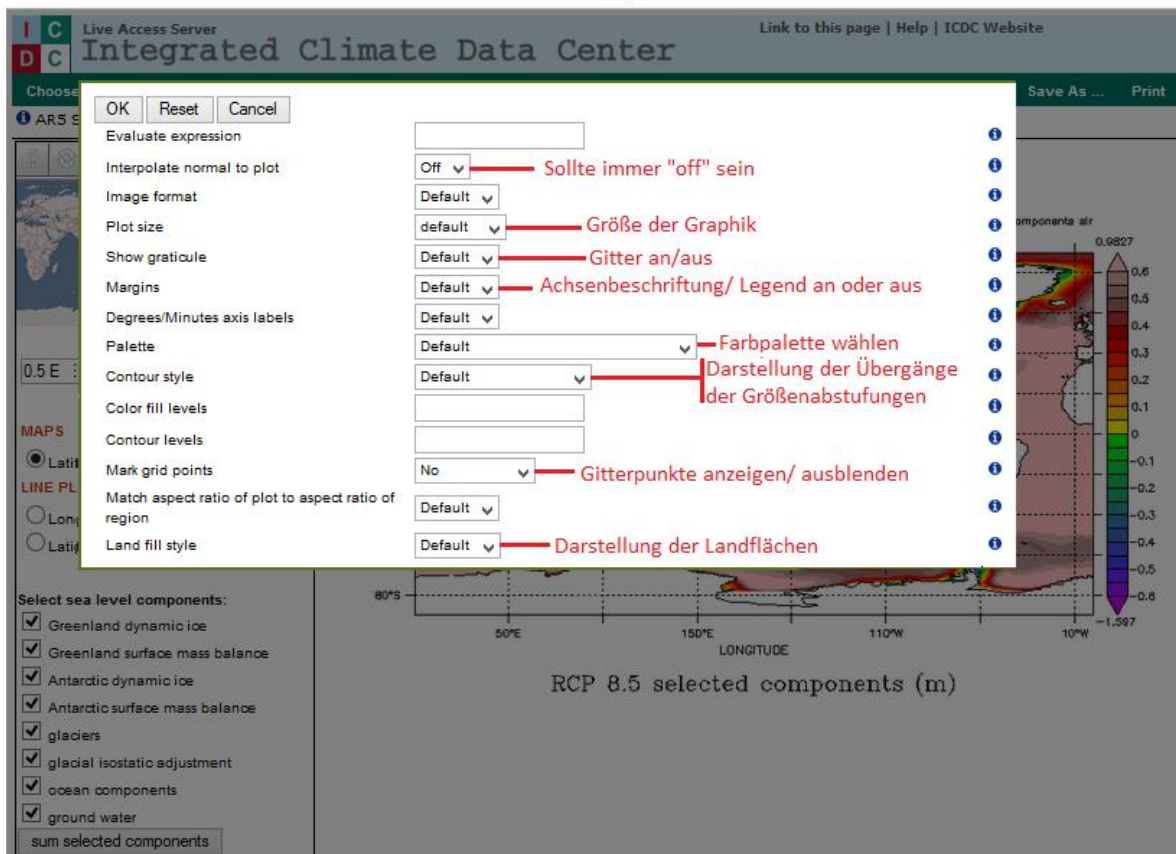 I C D C
Live Access Server
Integrated Climate Data Center
Link to this page | Help | ICDC Website
Choose
Save As ...
Print
AR5 S
OK
Reset
Cancel
Evaluate expression
Interpolate normal to plot
Off
Sollte immer "off" sein
Image format
Default
Plot size
default
Größe der Graphik
Show graticule
Default
Gitter an/aus
Margins
Default
Achsenbeschriftung/ Legend an oder aus
Degrees/Minutes axis labels
Default
Palette
Default
Farbpalette wählen
Contour style
Default
Darstellung der Übergänge
der Größenabstufungen
Color fill levels
Contour levels
Mark grid points
No
Gitterpunkte anzeigen/ ausblenden
Match aspect ratio of plot to aspect ratio of
region
Default
Land fill style
Default
Darstellung der Landflächen
0.5 E
MAPS
Latit
LINE PL
Long
Latit
Select sea level components:
Greenland dynamic ice
Greenland surface mass balance
Antarctic dynamic ice
Antarctic surface mass balance
glaciers
glacial isostatic adjustment
ocean components
ground water
sum selected components
0.9827
0.6
0.5
0.4
0.3
0.2
0.1
0
-0.1
-0.2
-0.3
-0.4
-0.5
-0.6
-1.597
80°S
50°E
150°E
110°W
10°W
LONGITUDE
RCP 8.5 selected components (m)